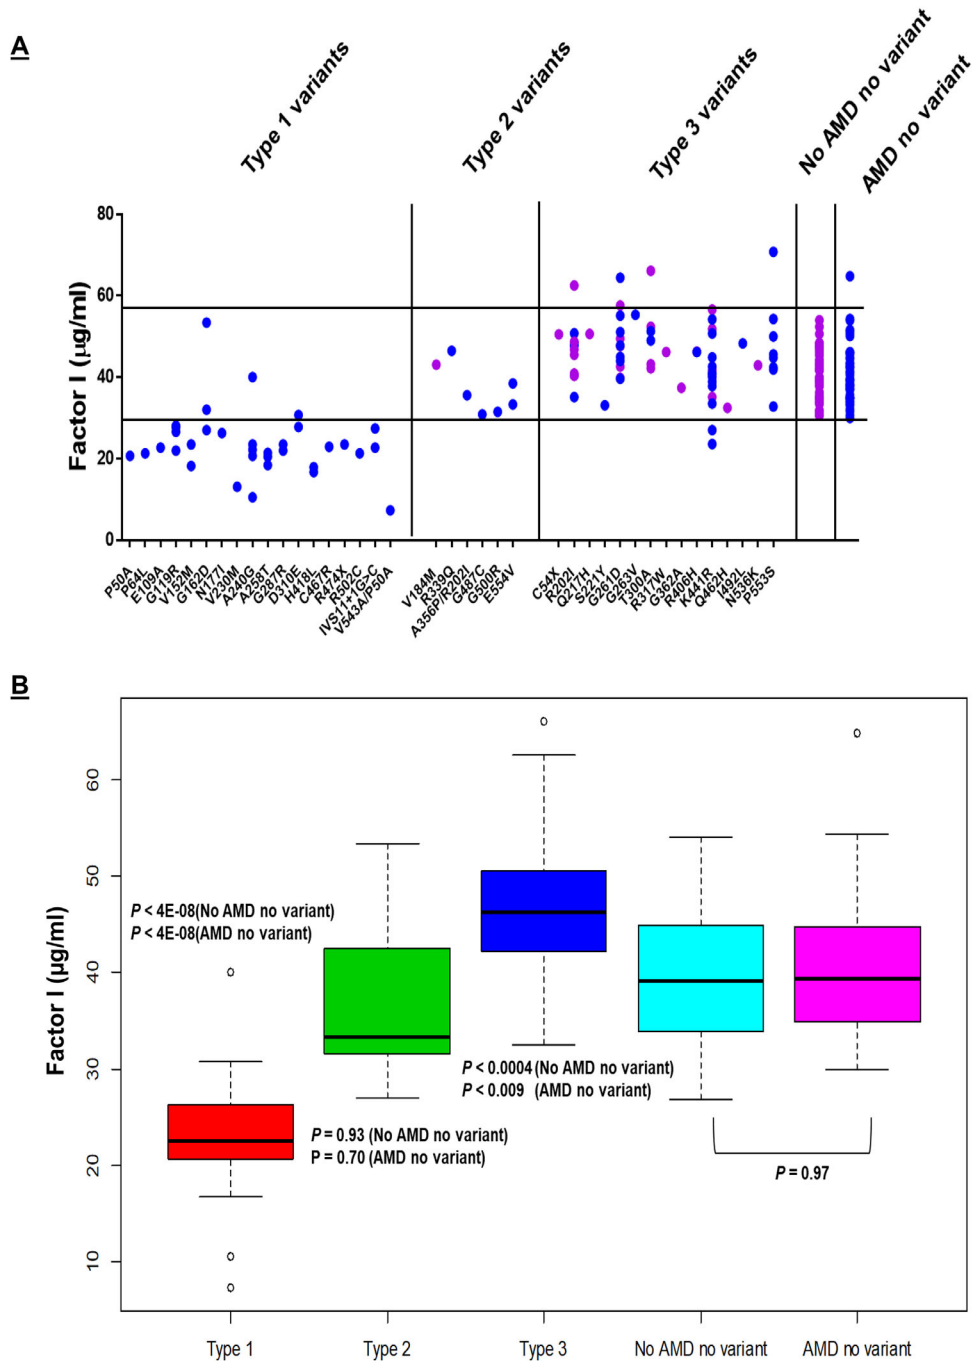 A
Type 1 variants
Type 2 variants
Type 3 variants
No AMD no variant
AMD no variant
Factor I (µg/ml)
80
60
40
20
0
P50A
P64L
E109A
G119R
V152M
G162D
N177I
V230M
A240G
A258T
G287R
D310E
H418L
C467R
R474X
R502C
IVS11+1G>C
V543A/P50A
V184M
R339Q
A356P/R202I
G487C
G500R
E554V
C54X
R202I
R217H
Q217H
S221Y
G261D
G263V
T300A
R317W
G362A
R406H
K441R
Q462H
I492L
N536K
P553S
B
Factor I (µg/ml)
60
50
40
30
20
10
P < 4E-08(No AMD no variant)
P < 4E-08(AMD no variant)
P < 0.0004 (No AMD no variant)
P < 0.009 (AMD no variant)
P = 0.93 (No AMD no variant)
P = 0.70 (AMD no variant)
P = 0.97
Type 1
Type 2
Type 3
No AMD no variant
AMD no variant